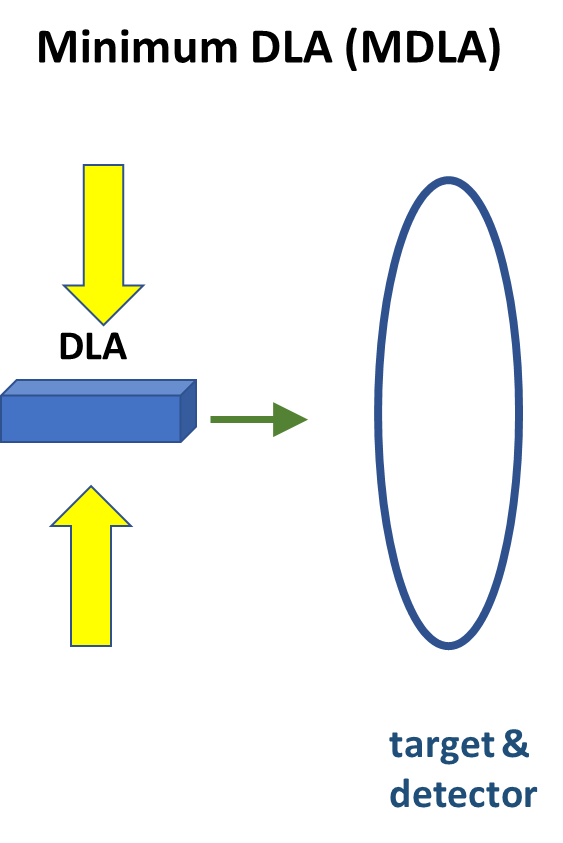 Minimum DLA (MDLA)
DLA
target &
detector